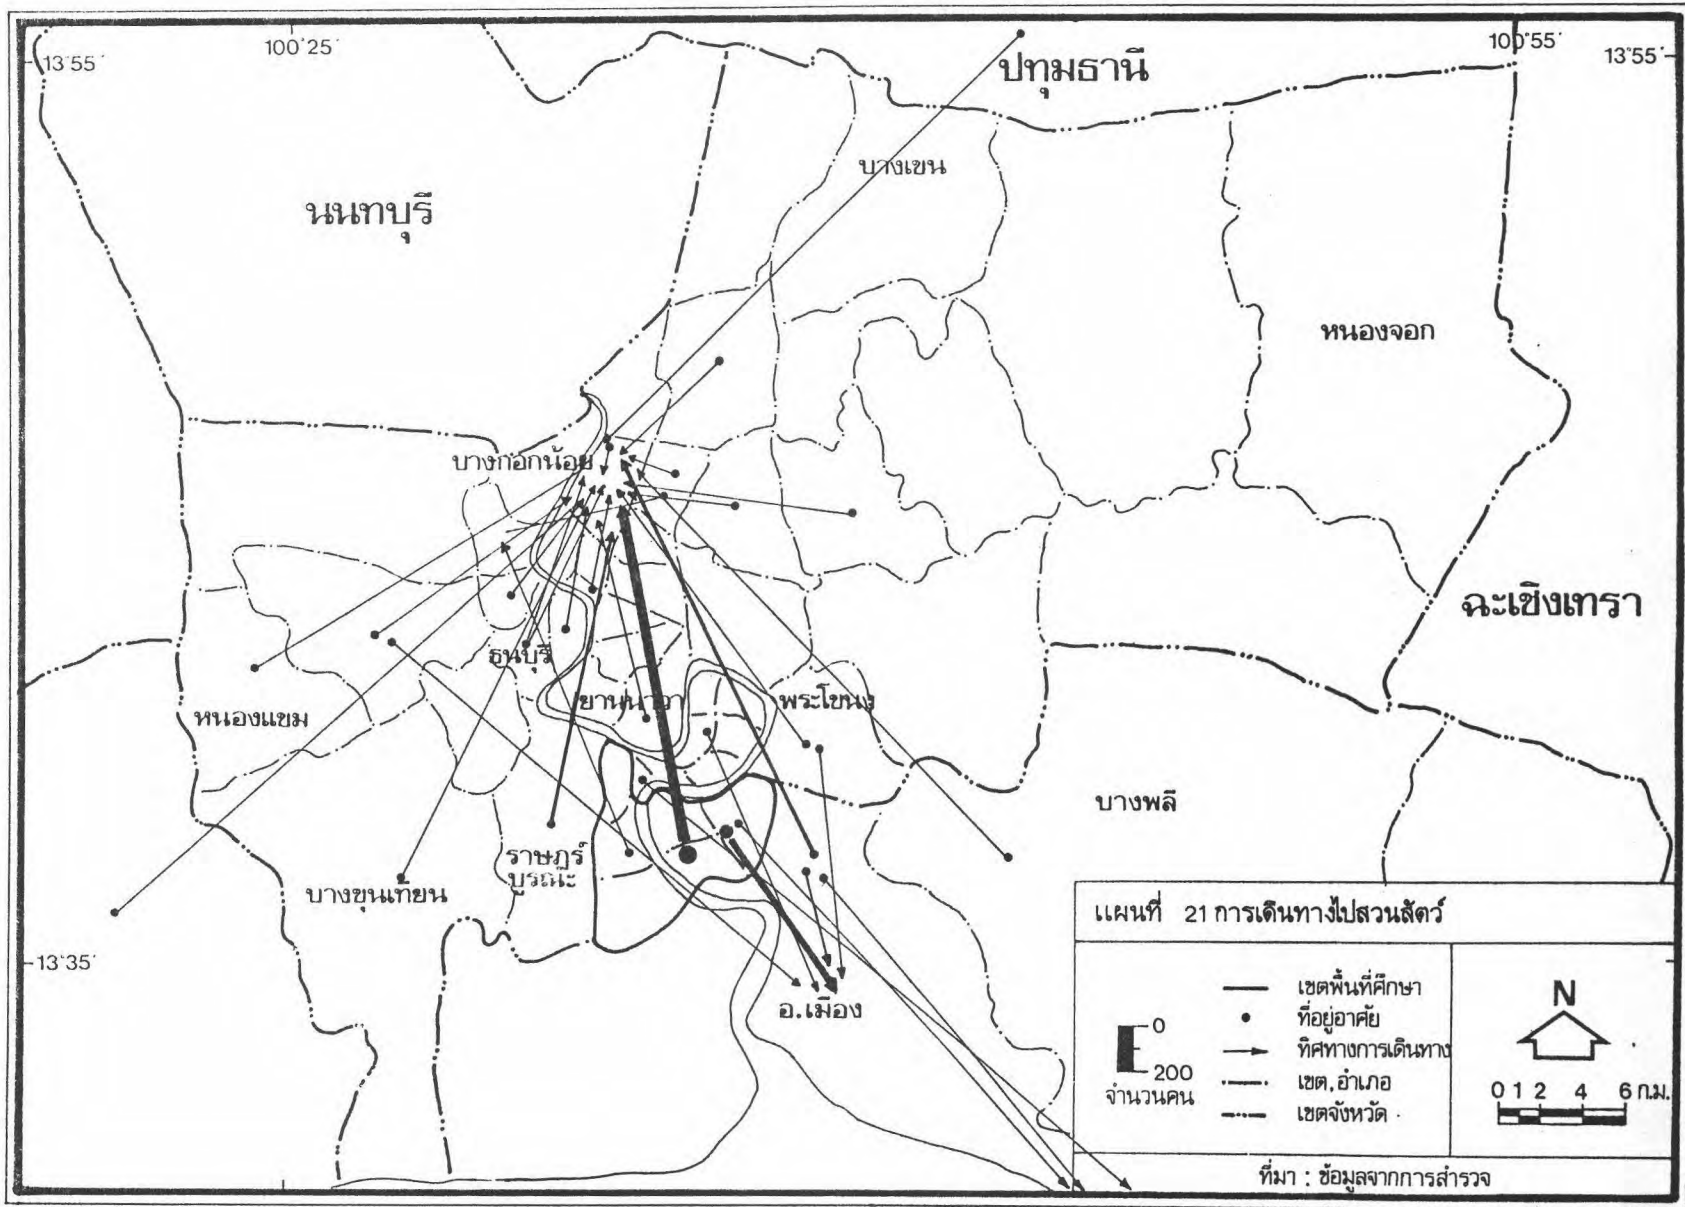 100°25′
100°55′
13°55′
13°55′
ปทุมธานี
บางเขน
นนทบุรี
หนองจอก
บางกอกน้อย
ฉะเชิงเทรา
ธนบุรี
ยานนาวา
พระโขนง
หนองแขม
บางพลี
ราษฎร์
บูรณะ
บางขุนเทียน
13°35′
อ.เมือง
แผนที่ 21 การเดินทางไปสวนสัตว์
เขตพื้นที่ศึกษา
ที่อยู่อาศัย
ทิศทางการเดินทาง
เขต,อำเภอ
เขตจังหวัด
0
200
จำนวนคน
N
0 1 2 4 6 ก.ม.
ที่มา : ข้อมูลจากการสำรวจ